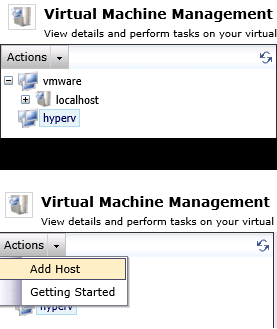 Virtual Machine Management
View details and perform tasks on your virtual
Actions
vmware
localhost
hyperv
Virtual Machine Management
View details and perform tasks on your virtual
Actions
Add Host
Getting Started
hyperv